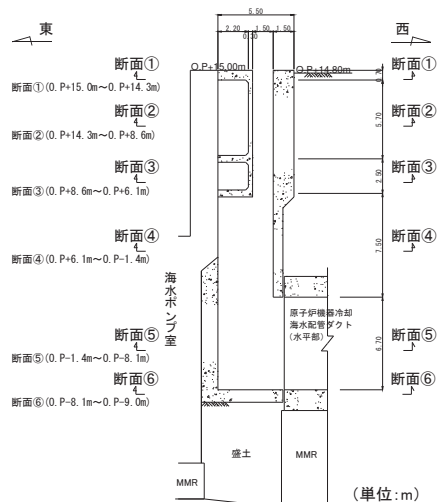 5.50
東
西
2.20
0.30
1.50
1.50
O.P+15.00m
O.P+14.80m
断面①
断面①
0.70
断面①(O.P+15.0m~O.P+14.3m)
断面②
断面②
5.70
断面②(O.P+14.3m~O.P+8.6m)
断面③
断面③
2.50
断面③(O.P+8.6m~O.P+6.1m)
断面④
断面④
7.50
断面④(O.P+6.1m~O.P-1.4m)
海水ポンプ室
原子炉機器冷却
海水配管ダクト
(水平部)
断面⑤
断面⑤
6.70
断面⑤(O.P-1.4m~O.P-8.1m)
断面⑥
断面⑥
断面⑥(O.P-8.1m~O.P-9.0m)
盛土
MMR
MMR
(単位:m)